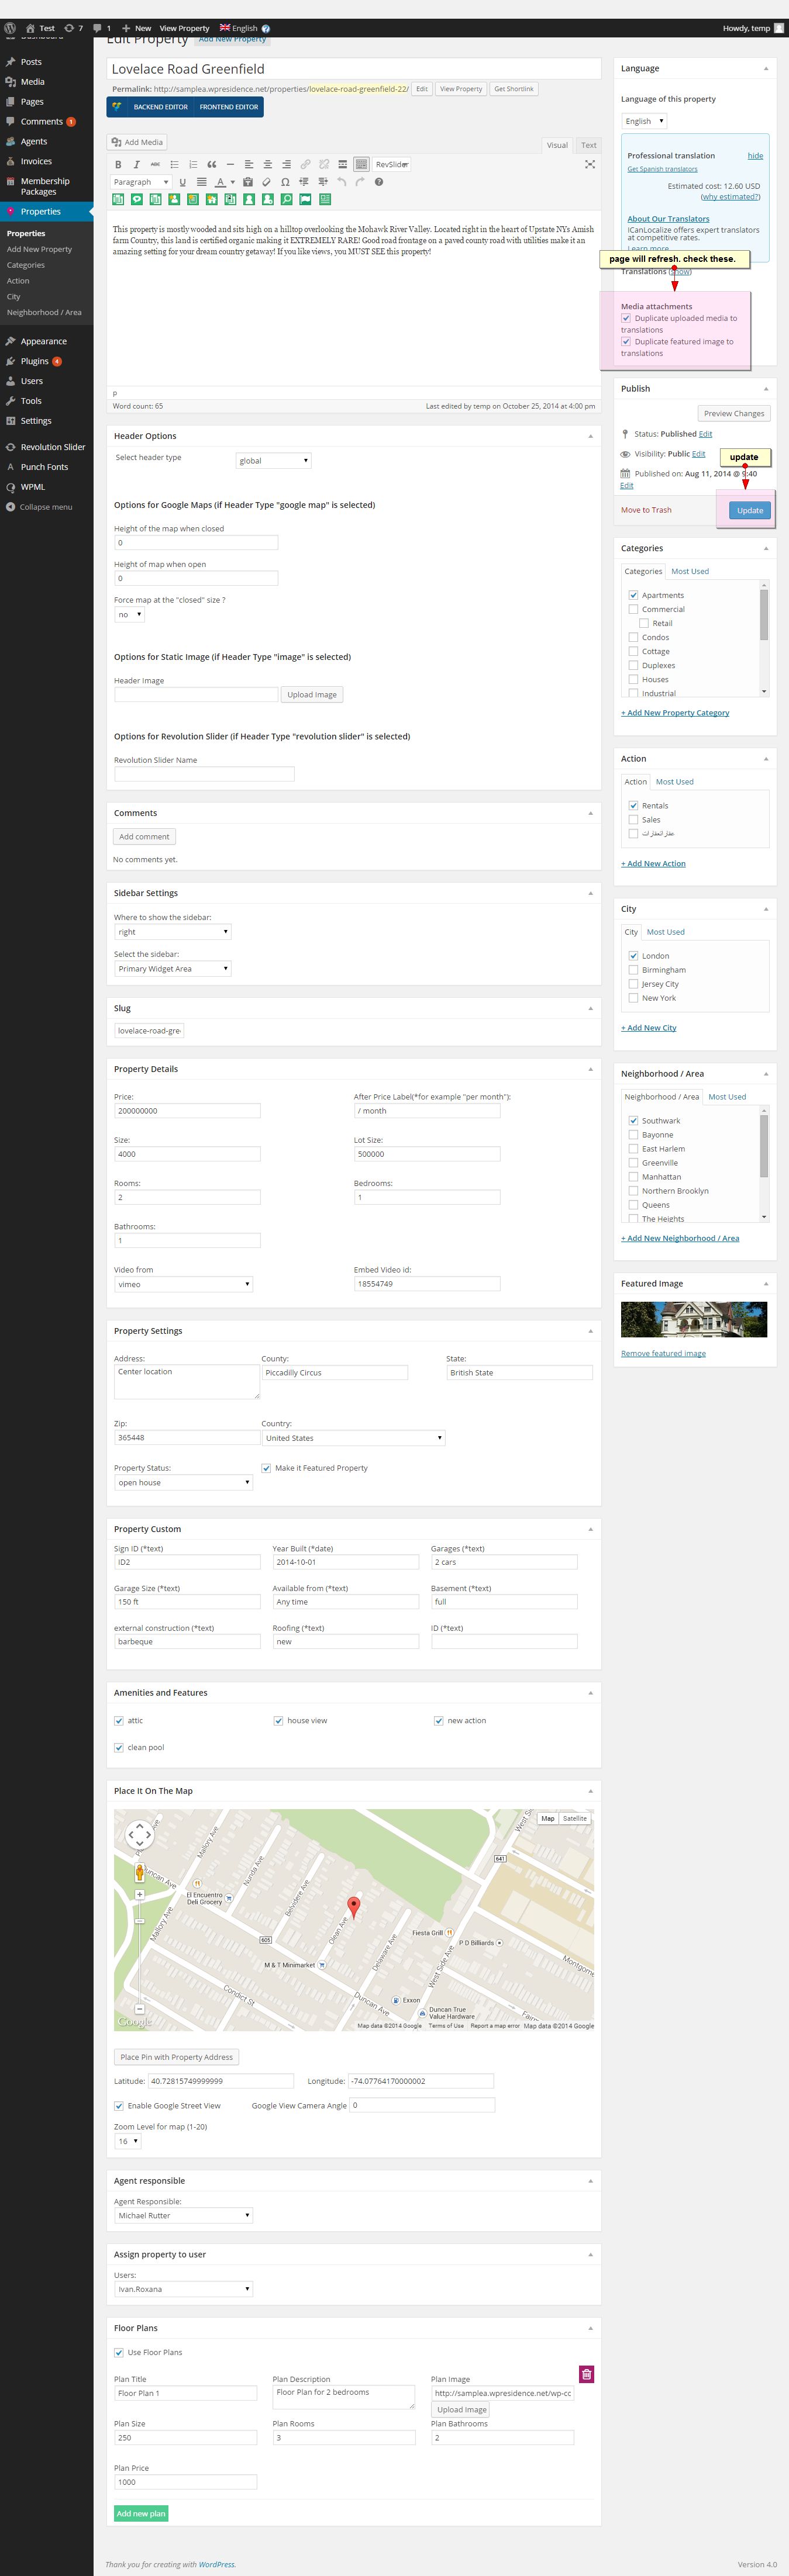 Test
7
1
New
View Property
English
Howdy, temp
Posts
Media
Pages
Comments 1
Agents
Invoices
Membership
Packages
Properties
Properties
Add New Property
Categories
Action
City
Neighborhood / Area
Appearance
Plugins 4
Users
Tools
Settings
Revolution Slider
Punch Fonts
WPML
Collapse menu
Edit Property Add New Property
Lovelace Road Greenfield
Permalink: http://samplea.wpresidence.net/properties/lovelace-road-greenfield-22/ Edit View Property Get Shortlink
BACKEND EDITOR FRONTEND EDITOR
Add Media
Visual Text
RevSlider
Paragraph
This property is mostly wooded and sits high on a hilltop overlooking the Mohawk River Valley. Located right in the heart of Upstate NYs Amish
farm Country, this land is certified organic making it EXTREMELY RARE! Good road frontage on a paved county road with utilities make it an
amazing setting for your dream country getaway! If you like views, you MUST SEE this property!
p
Word count: 65
Last edited by temp on October 25, 2014 at 4:00 pm
Header Options
Select header type
global
Options for Google Maps (if Header Type "google map" is selected)
Height of the map when closed
0
Height of map when open
0
Force map at the "closed" size ?
no
Options for Static Image (if Header Type "image" is selected)
Header Image
Upload Image
Options for Revolution Slider (if Header Type "revolution slider" is selected)
Revolution Slider Name
Comments
Add comment
No comments yet.
Sidebar Settings
Where to show the sidebar:
right
Select the sidebar:
Primary Widget Area
Slug
lovelace-road-gre
Property Details
Price:
After Price Label(*for example "per month"):
200000000
/ month
Size:
Lot Size:
4000
500000
Rooms:
Bedrooms:
2
1
Bathrooms:
1
Video from
Embed Video id:
vimeo
18554749
Property Settings
Address:
County:
State:
Center location
Piccadilly Circus
British State
Zip:
Country:
365448
United States
Property Status:
Make it Featured Property
open house
Property Custom
Sign ID (*text)
Year Built (*date)
Garages (*text)
ID2
2014-10-01
2 cars
Garage Size (*text)
Available from (*text)
Basement (*text)
150 ft
Any time
full
external construction (*text)
Roofing (*text)
ID (*text)
barbeque
new
Amenities and Features
attic
house view
new action
clean pool
Place It On The Map
Map Satellite
Mallory Ave
Nunda Ave
Belvidere Ave
Duncan Ave
Mallory Ave
El Encuentro
Deli Grocery
641
605
Olean Ave
Delaware Ave
West Side Ave
Fiesta Grill
P D Billiards
M & T Minimarket
Condict St
Duncan Ave
Exxon
Duncan True
Value Hardware
Google
Map data ©2014 Google Terms of Use Report a map error Map data ©2014 Google
Place Pin with Property Address
Latitude: 40.72815749999999
Longitude: -74.07764170000002
Enable Google Street View
Google View Camera Angle 0
Zoom Level for map (1-20)
16
Agent responsible
Agent Responsible:
Michael Rutter
Assign property to user
Users:
Ivan.Roxana
Floor Plans
Use Floor Plans
Plan Title
Plan Description
Plan Image
Floor Plan 1
Floor Plan for 2 bedrooms
http://samplea.wpresidence.net/wp-cc
Upload Image
Plan Size
Plan Rooms
Plan Bathrooms
250
3
2
Plan Price
1000
Add new plan
Language
Language of this property
English
Professional translation
hide
Get Spanish translators
Estimated cost: 12.60 USD
(why estimated?)
About Our Translators
ICanLocalize offers expert translators
at competitive rates.
Learn more
page will refresh. check these.
Translations (show)
Media attachments
Duplicate uploaded media to
translations
Duplicate featured image to
translations
Publish
Preview Changes
Status: Published Edit
Visibility: Public Edit
update
Published on: Aug 11, 2014 @ 9:40
Edit
Move to Trash
Update
Categories
Categories Most Used
Apartments
Commercial
Retail
Condos
Cottage
Duplexes
Houses
Industrial
+ Add New Property Category
Action
Action Most Used
Rentals
Sales
+ Add New Action
City
City Most Used
London
Birmingham
Jersey City
New York
+ Add New City
Neighborhood / Area
Neighborhood / Area Most Used
Southwark
Bayonne
East Harlem
Greenville
Manhattan
Northern Brooklyn
Queens
The Heights
+ Add New Neighborhood / Area
Featured Image
Remove featured image
Thank you for creating with WordPress.
Version 4.0